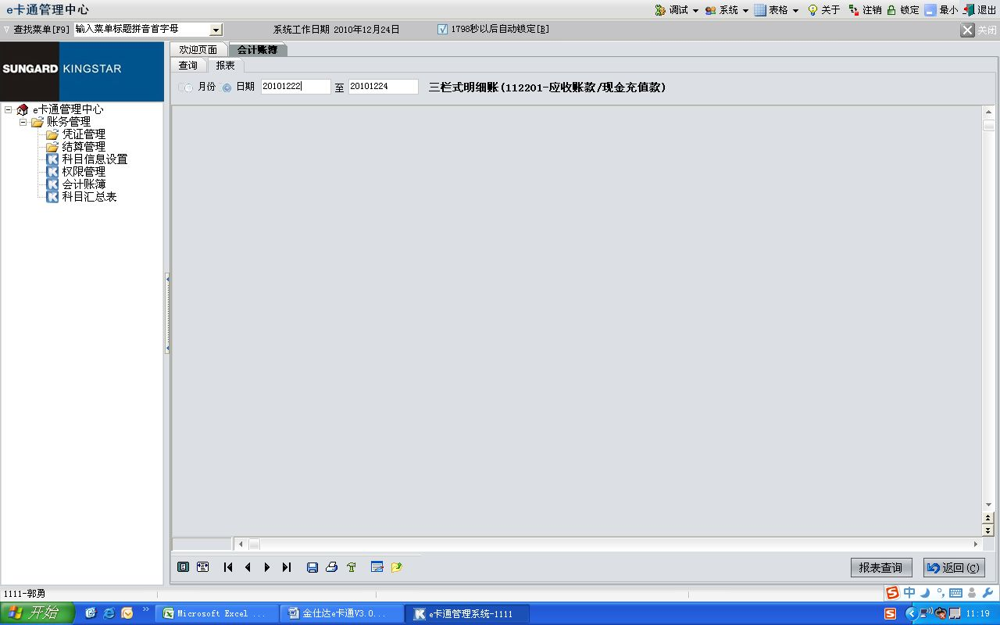 e卡通管理中心 调试 系统 表格 关于 注销 锁定 最小 退出
查找菜单[F9] 输入菜单标题拼音首字母 系统工作日期 2010年12月24日 1798秒以后自动锁定[B] 关闭
SUNGARD KINGSTAR
欢迎页面 会计账簿
查询 报表
月份 日期 20101222 至 20101224 三栏式明细账(112201-应收账款/现金充值款)
e卡通管理中心
账务管理
凭证管理
结算管理
科目信息设置
权限管理
会计账簿
科目汇总表
报表查询 返回(C)
1111-郭勇
中
开始 Microsoft Excel ... 金仕达e卡通V3.0... e卡通管理系统-1111 11:19